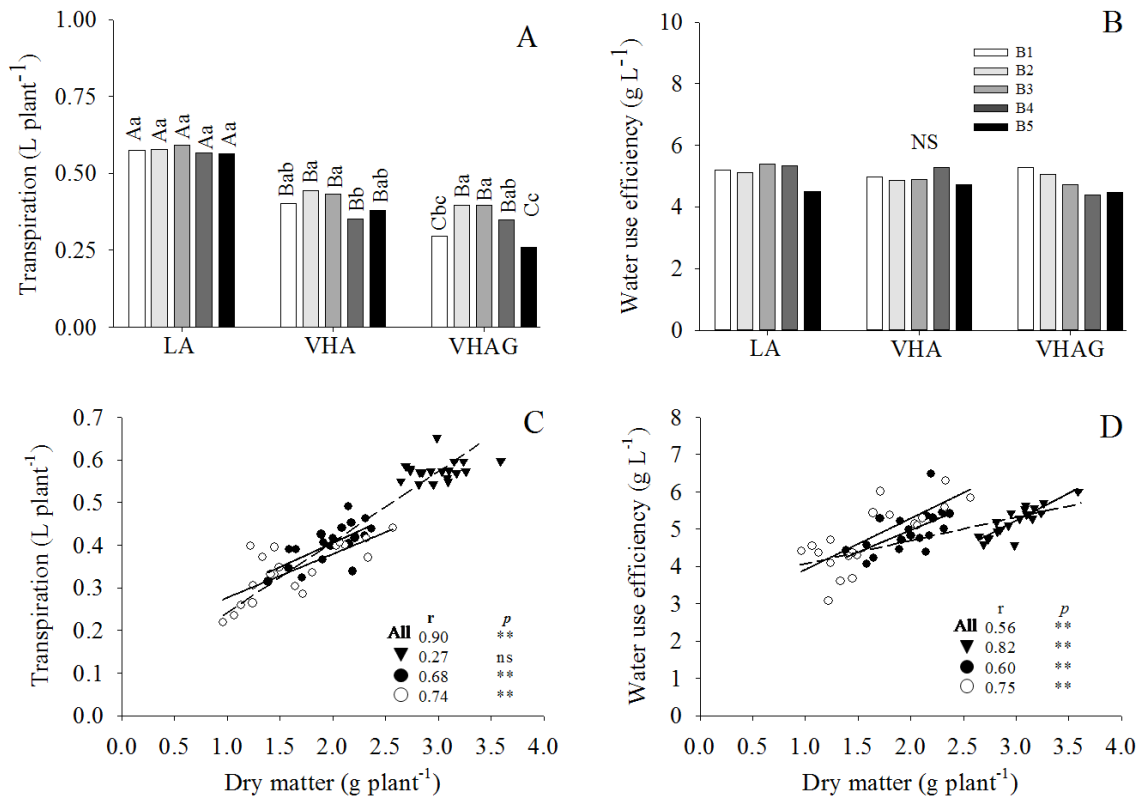 A
Transpiration (L plant⁻¹)
1.00
0.75
0.50
0.25
0.00
Aa Aa Aa Aa Aa
Bab Ba Ba Bb Bab
Cbc Ba Ba Bab Cc
LA VHA VHAG
B
Water use efficiency (g L⁻¹)
10
8
6
4
2
0
B1
B2
B3
B4
B5
NS
LA VHA VHAG
C
Transpiration (L plant⁻¹)
0.7
0.6
0.5
0.4
0.3
0.2
0.1
0.0
r p
All 0.90 **
0.27 ns
0.68 **
0.74 **
0.0 0.5 1.0 1.5 2.0 2.5 3.0 3.5 4.0
Dry matter (g plant⁻¹)
D
Water use efficiency (g L⁻¹)
8
7
6
5
4
3
2
1
0
r p
All 0.56 **
0.82 **
0.60 **
0.75 **
0.0 0.5 1.0 1.5 2.0 2.5 3.0 3.5 4.0
Dry matter (g plant⁻¹)